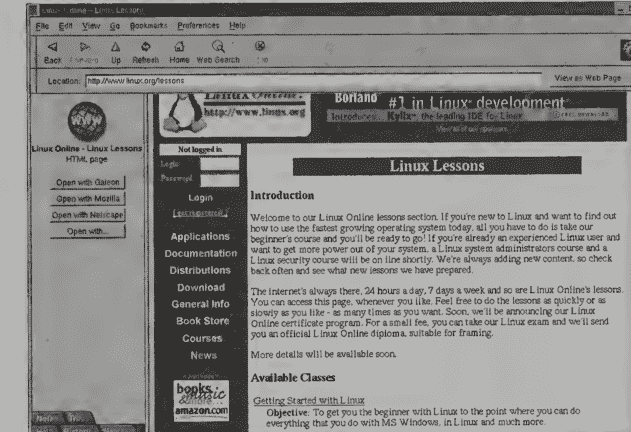 Linux Lessons
File Edit View Go Bookmarks Preferences Help
Back Up Refresh Home Web Search
Location: http://www.linux.org/lessons View as Web Page
Linux Online - Linux Lessons
HTML page
Open with Galeon
Open with Mozilla
Open with Netscape
Open with...
http://www.linux.org
Borland #1 in Linux development
Introduces... Kylix the leading IDE for Linux
Not logged in
Login
Password
Login
Applications
Documentation
Distributions
Download
General Info
Book Store
Courses
News
books,
music
& more
amazon.com
Linux Lessons
Introduction
Welcome to our Linux Online lessons section. If you're new to Linux and want to find out
how to use the fastest growing operating system today, all you have to do is take our
beginner's course and you'll be ready to go! If you're already an experienced Linux user and
want to get more power out of your system, a Linux system administrators course and a
Linux security course will be on line shortly. We're always adding new content, so check
back often and see what new lessons we have prepared.
The internet's always there, 24 hours a day, 7 days a week and so are Linux Online's lessons.
You can access this page, whenever you like. Feel free to do the lessons as quickly or as
slowly as you like - as many times as you want. Soon, we'll be announcing our Linux
Online certificate program. For a small fee, you can take our Linux exam and we'll send
you an official Linux Online diploma, suitable for framing.
More details will be available soon.
Available Classes
Getting Started with Linux
Objective: To get you the beginner with Linux to the point where you can do
everything that you do with MS Windows, in Linux and much more.